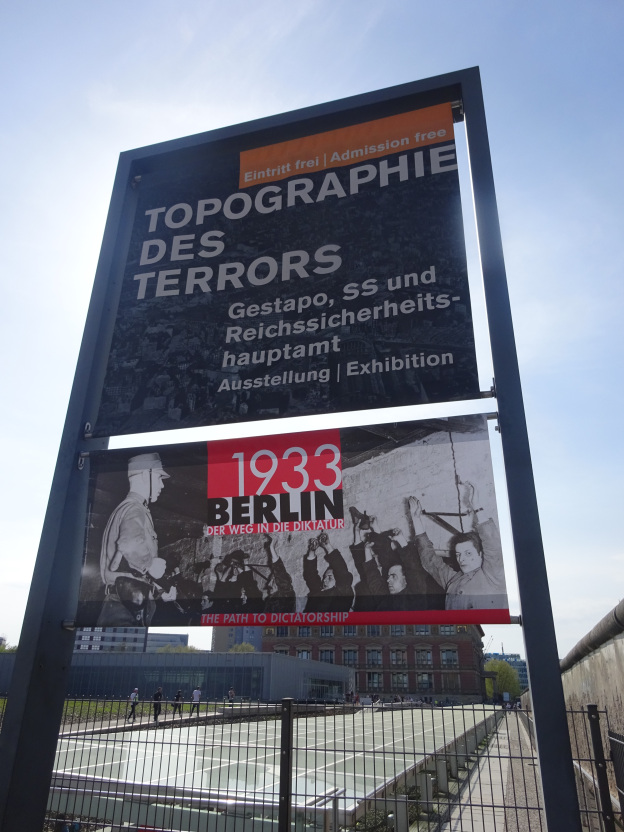 Eintritt frei | Admission free
TOPOGRAPHIE
DES
TERRORS
Gestapo, SS und
Reichssicherheits-
hauptamt
Ausstellung | Exhibition
1933
BERLIN
DER WEG IN DIE DIKTATUR
THE PATH TO DICTATORSHIP